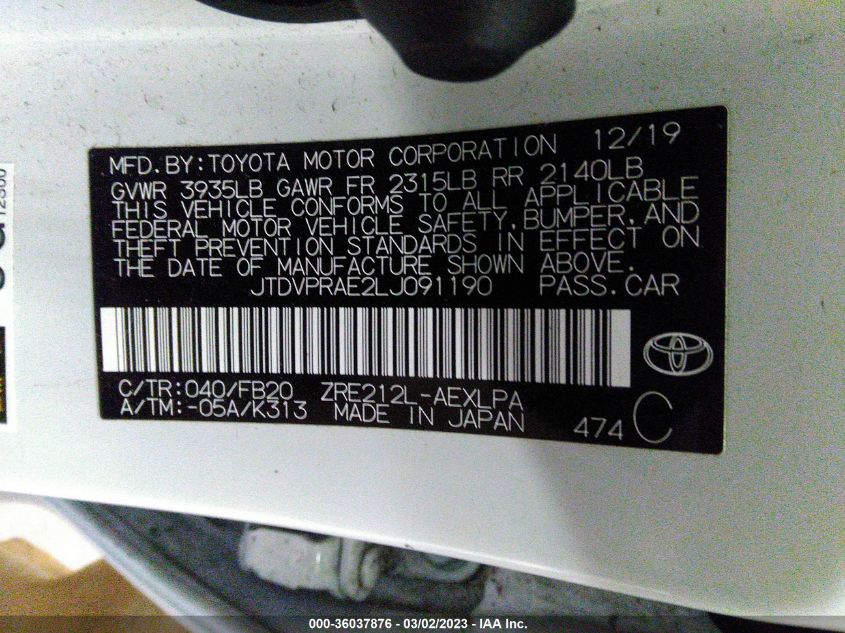 MFD. BY: TOYOTA MOTOR CORPORATION 12/19
GVWR 3935LB GAWR FR 2315LB RR 2140LB
THIS VEHICLE CONFORMS TO ALL APPLICABLE
FEDERAL MOTOR VEHICLE SAFETY, BUMPER, AND
THEFT PREVENTION STANDARDS IN EFFECT ON
THE DATE OF MANUFACTURE SHOWN ABOVE.
JTDVPRAE2LJ091190 PASS. CAR
C/TR: 040/FB20 ZRE212L-AEXLPA
A/TM: -05A/K313 MADE IN JAPAN
474 C
000-36037876 - 03/02/2023 - IAA Inc.